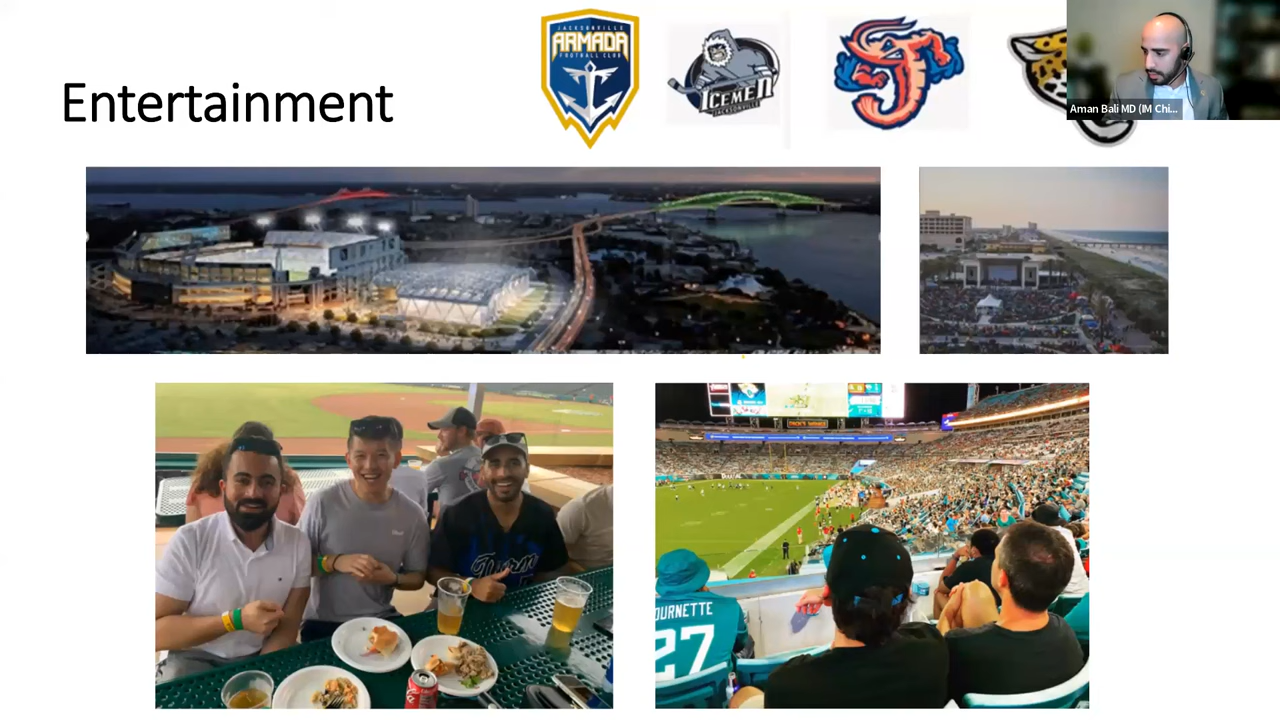 Entertainment
JACKSONVILLE
ARMADA
FOOTBALL CLUB
ICEMEN
JACKSONVILLE
Aman Bali MD (IM Chi...
OURNETTE
27